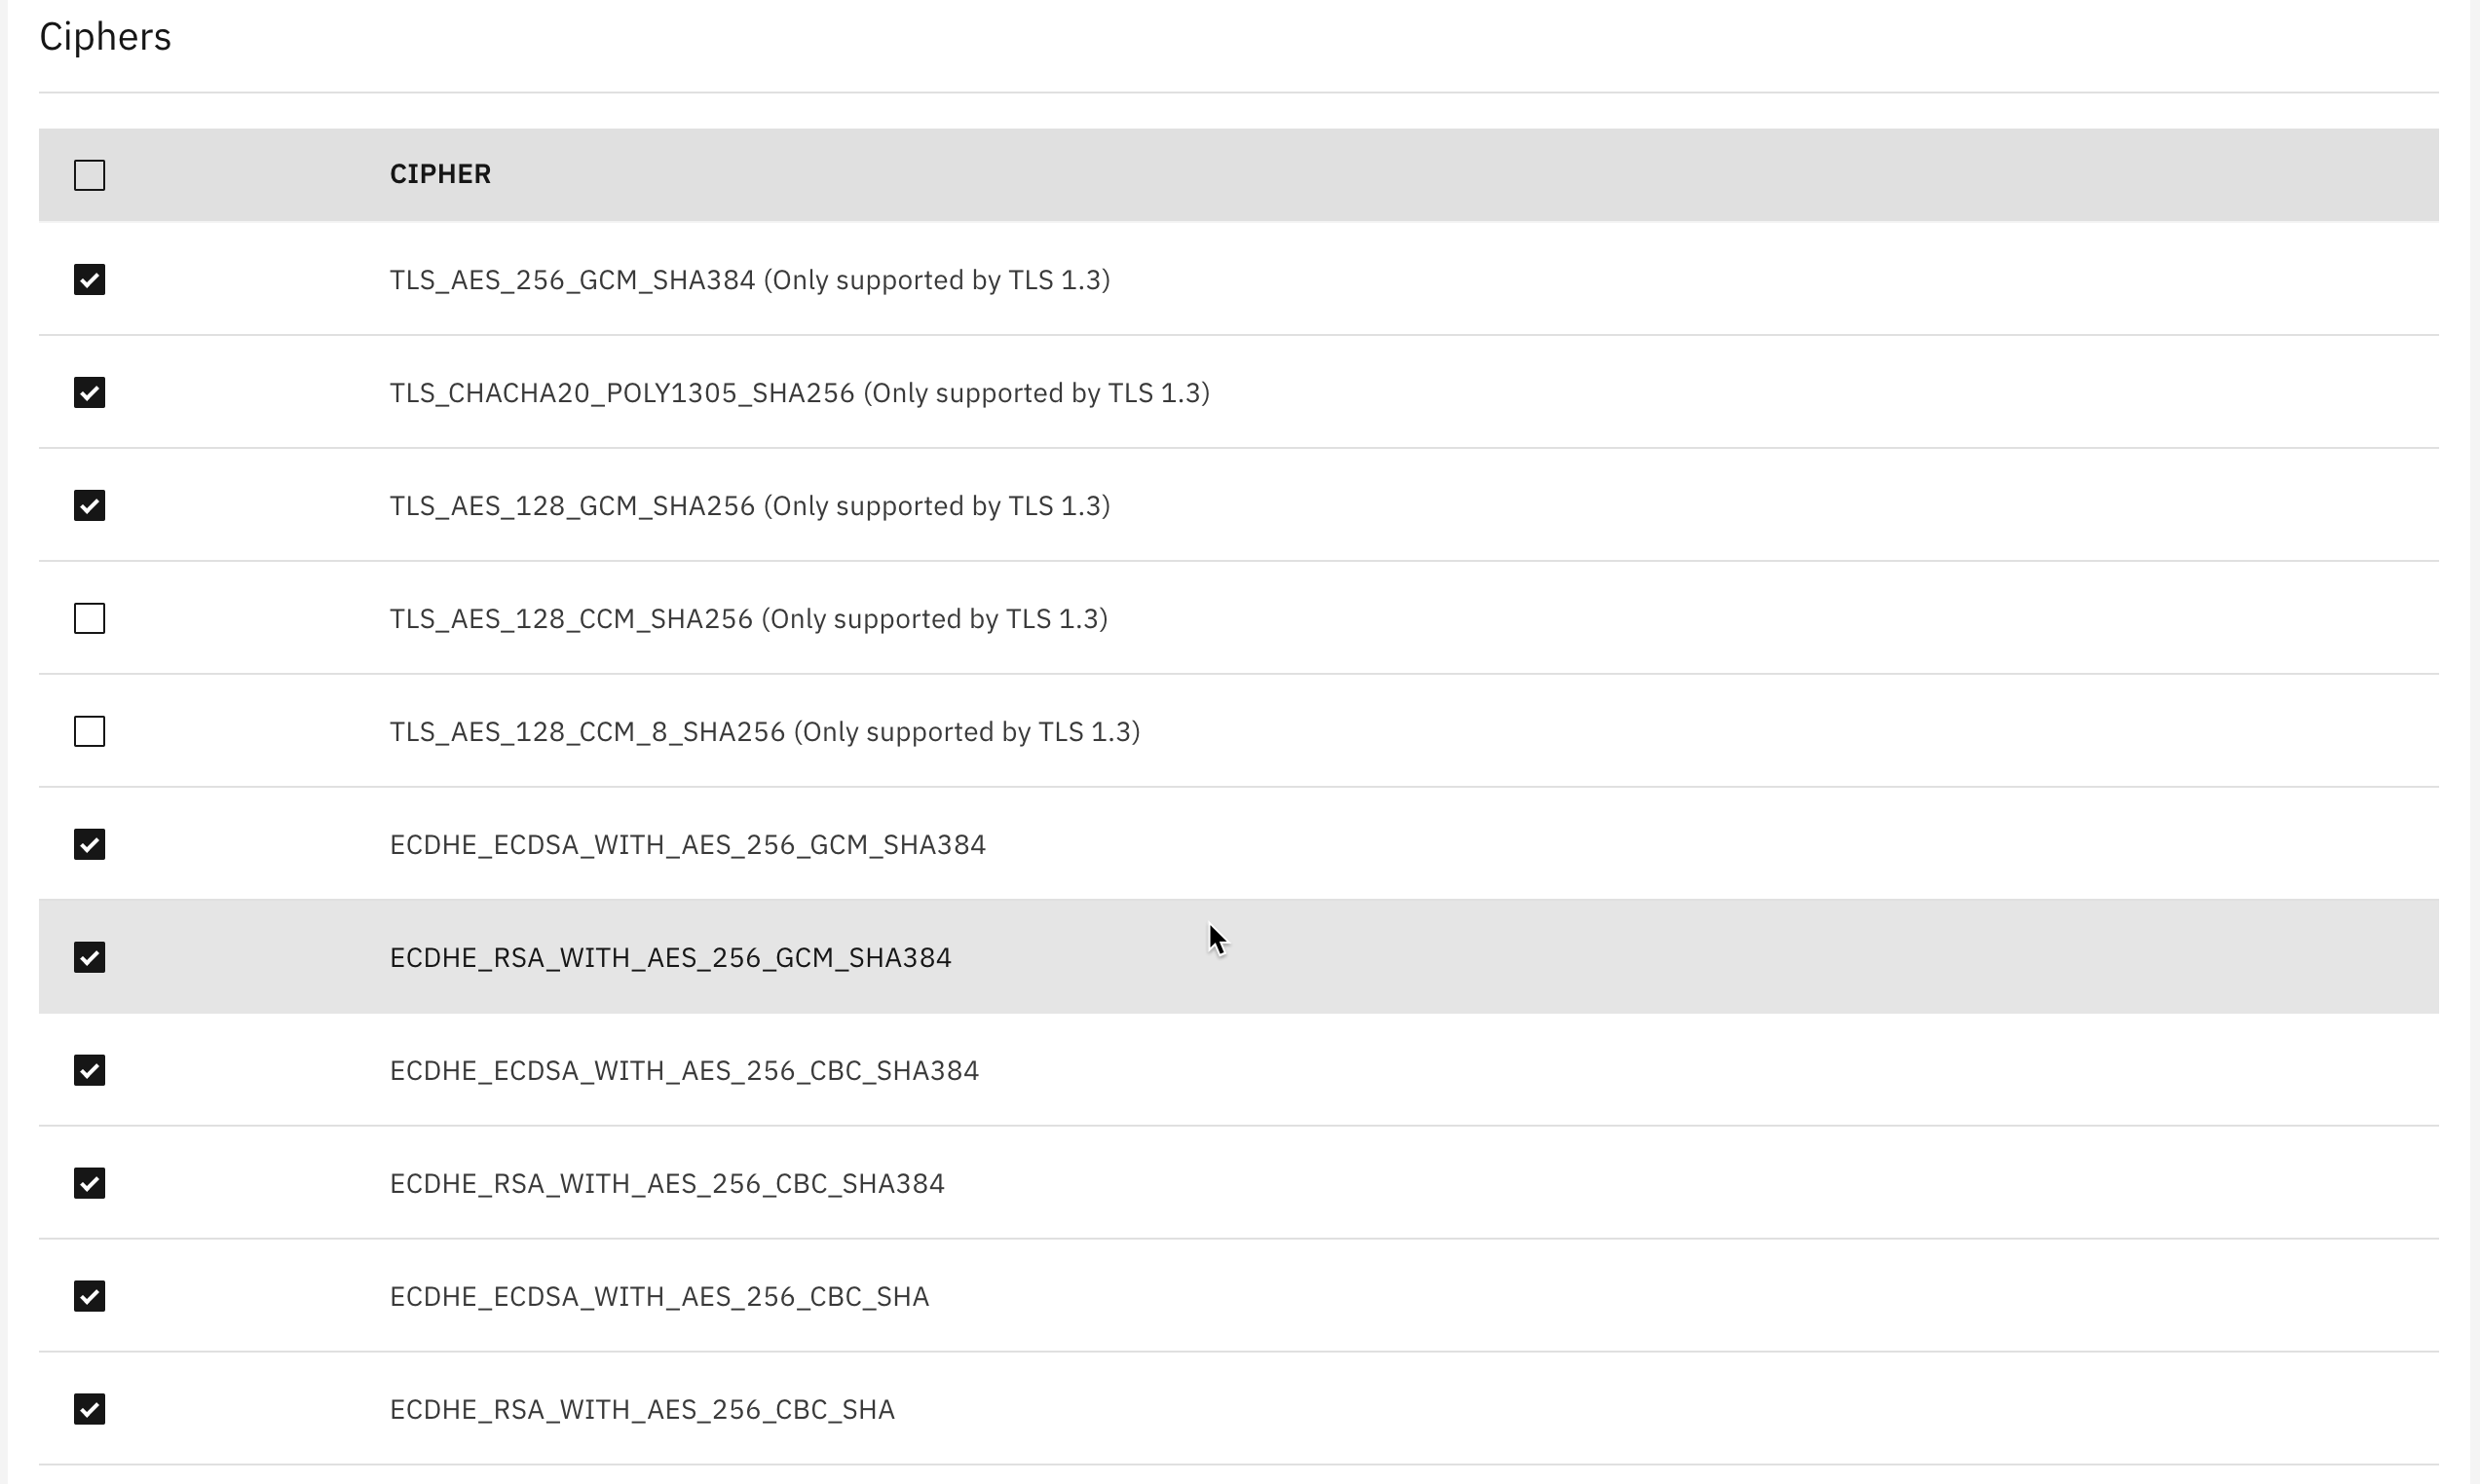 Ciphers
CIPHER
TLS_AES_256_GCM_SHA384 (Only supported by TLS 1.3)
TLS_CHACHA20_POLY1305_SHA256 (Only supported by TLS 1.3)
TLS_AES_128_GCM_SHA256 (Only supported by TLS 1.3)
TLS_AES_128_CCM_SHA256 (Only supported by TLS 1.3)
TLS_AES_128_CCM_8_SHA256 (Only supported by TLS 1.3)
ECDHE_ECDSA_WITH_AES_256_GCM_SHA384
ECDHE_RSA_WITH_AES_256_GCM_SHA384
ECDHE_ECDSA_WITH_AES_256_CBC_SHA384
ECDHE_RSA_WITH_AES_256_CBC_SHA384
ECDHE_ECDSA_WITH_AES_256_CBC_SHA
ECDHE_RSA_WITH_AES_256_CBC_SHA